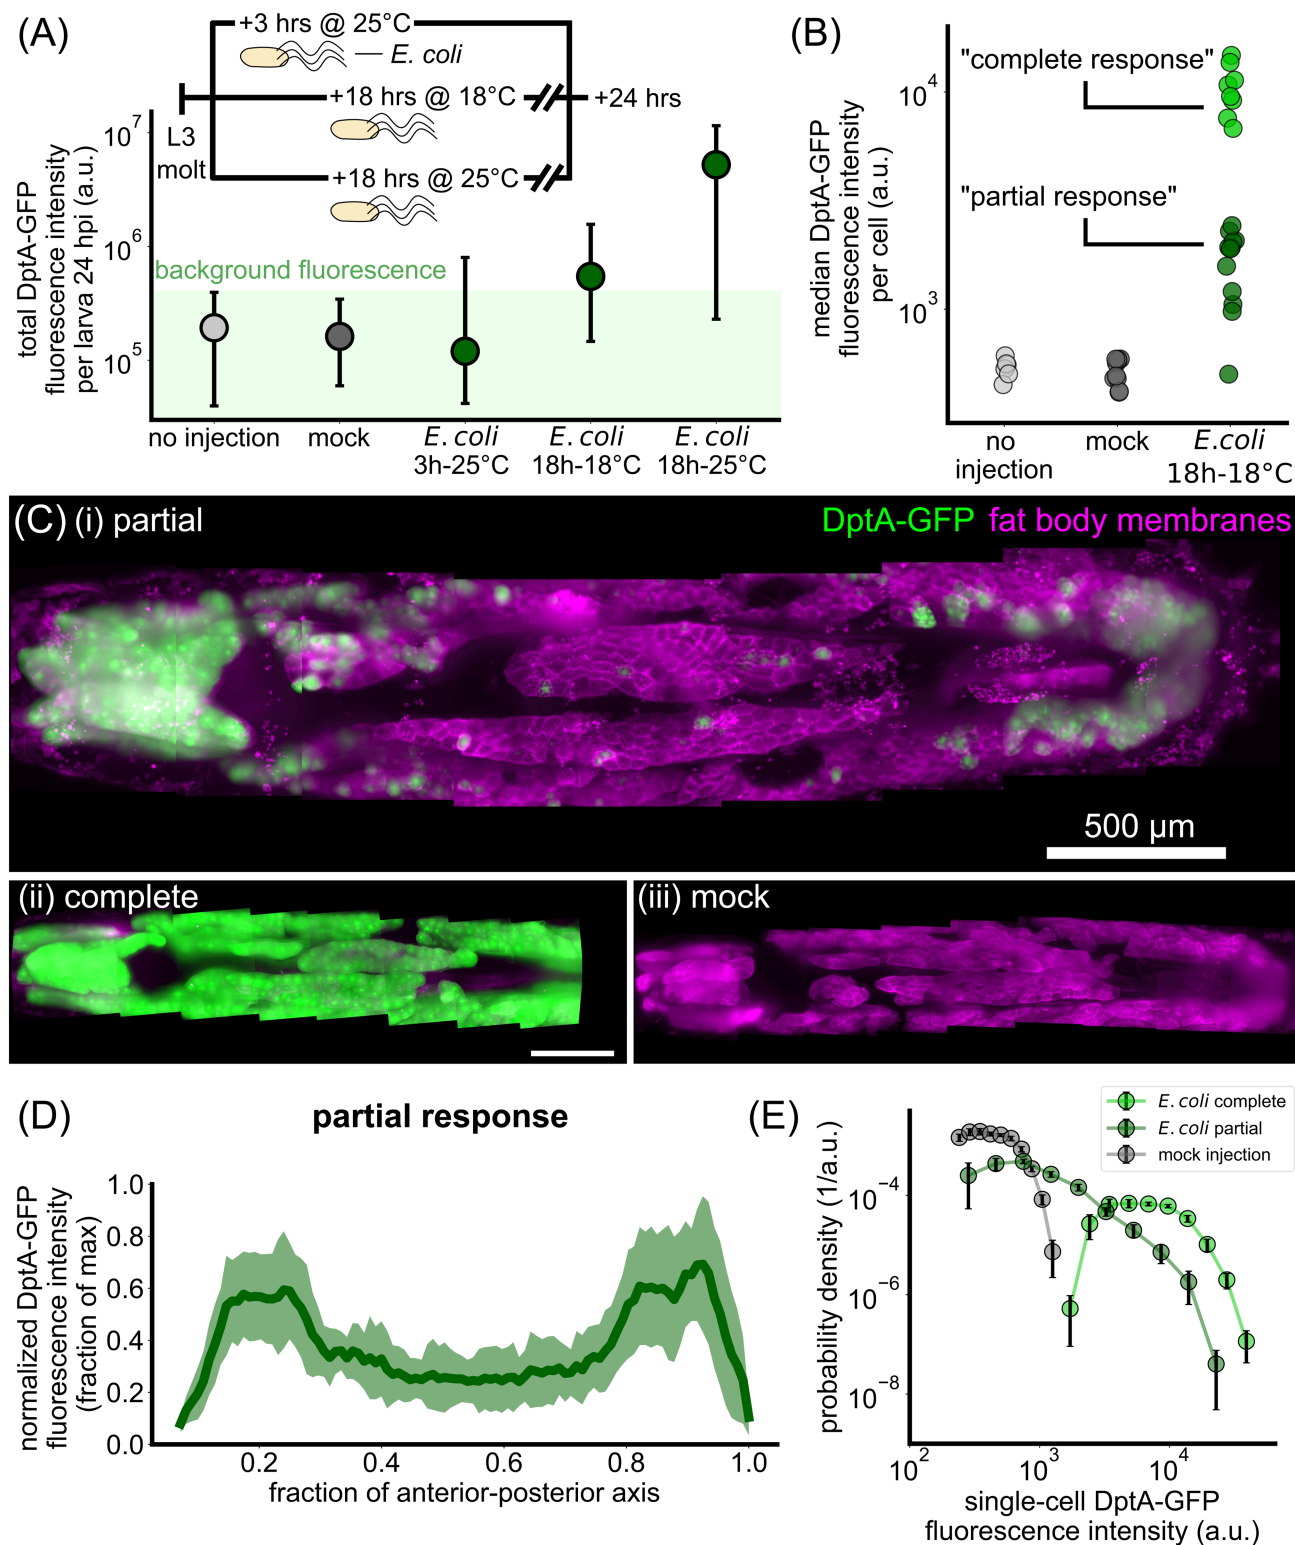 (A)
+3 hrs @ 25°C
E. coli
+18 hrs @ 18°C
+24 hrs
L3
molt
+18 hrs @ 25°C
total DptA-GFP
fluorescence intensity
per larva 24 hpi (a.u.)
10^7
10^6
10^5
background fluorescence
no injection
mock
E. coli
3h-25°C
E. coli
18h-18°C
E. coli
18h-25°C
(B)
"complete response"
"partial response"
median DptA-GFP
fluorescence intensity
per cell (a.u.)
10^4
10^3
no
injection
mock
E.coli
18h-18°C
(C) (i) partial
DptA-GFP fat body membranes
500 µm
(ii) complete
(iii) mock
(D)
partial response
normalized DptA-GFP
fluorescence intensity
(fraction of max)
1.0
0.8
0.6
0.4
0.2
0.0
0.2
0.4
0.6
0.8
1.0
fraction of anterior-posterior axis
(E)
E. coli complete
E. coli partial
mock injection
probability density (1/a.u.)
10^−4
10^−6
10^−8
10^2
10^3
10^4
single-cell DptA-GFP
fluorescence intensity (a.u.)